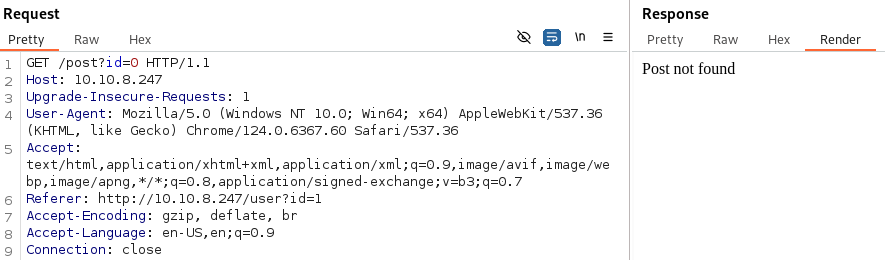 Request
Pretty Raw Hex
\n
1 GET /post?id=0 HTTP/1.1
2 Host: 10.10.8.247
3 Upgrade-Insecure-Requests: 1
4 User-Agent: Mozilla/5.0 (Windows NT 10.0; Win64; x64) AppleWebKit/537.36
(KHTML, like Gecko) Chrome/124.0.6367.60 Safari/537.36
5 Accept:
text/html,application/xhtml+xml,application/xml;q=0.9,image/avif,image/we
bp,image/apng,*/*;q=0.8,application/signed-exchange;v=b3;q=0.7
6 Referer: http://10.10.8.247/user?id=1
7 Accept-Encoding: gzip, deflate, br
8 Accept-Language: en-US,en;q=0.9
9 Connection: close
Response
Pretty Raw Hex Render
Post not found